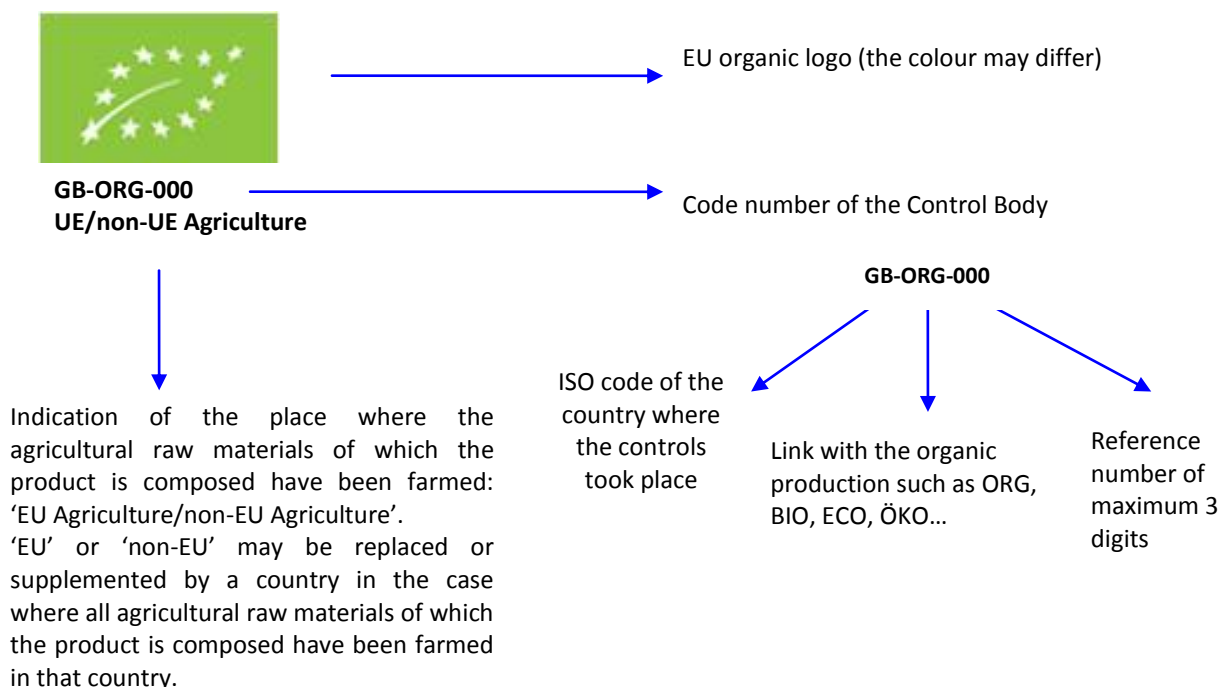 EU organic logo (the colour may differ)
GB-ORG-000
UE/non-UE Agriculture
Code number of the Control Body
GB-ORG-000
ISO code of the
country where
the controls
took place
Link with the organic
production such as ORG,
BIO, ECO, ÖKO…
Reference
number of
maximum 3
digits
Indication of the place where the
agricultural raw materials of which the
product is composed have been farmed:
‘EU Agriculture/non-EU Agriculture’.
‘EU’ or ‘non-EU’ may be replaced or
supplemented by a country in the case
where all agricultural raw materials of which
the product is composed have been farmed
in that country.